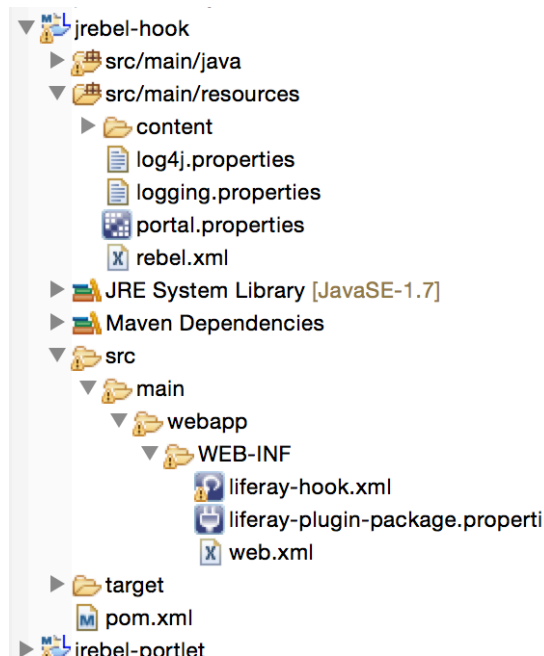 jrebel-hook
src/main/java
src/main/resources
content
log4j.properties
logging.properties
portal.properties
rebel.xml
JRE System Library [JavaSE-1.7]
Maven Dependencies
src
main
webapp
WEB-INF
liferay-hook.xml
liferay-plugin-package.properti
web.xml
target
pom.xml
jrebel-portlet